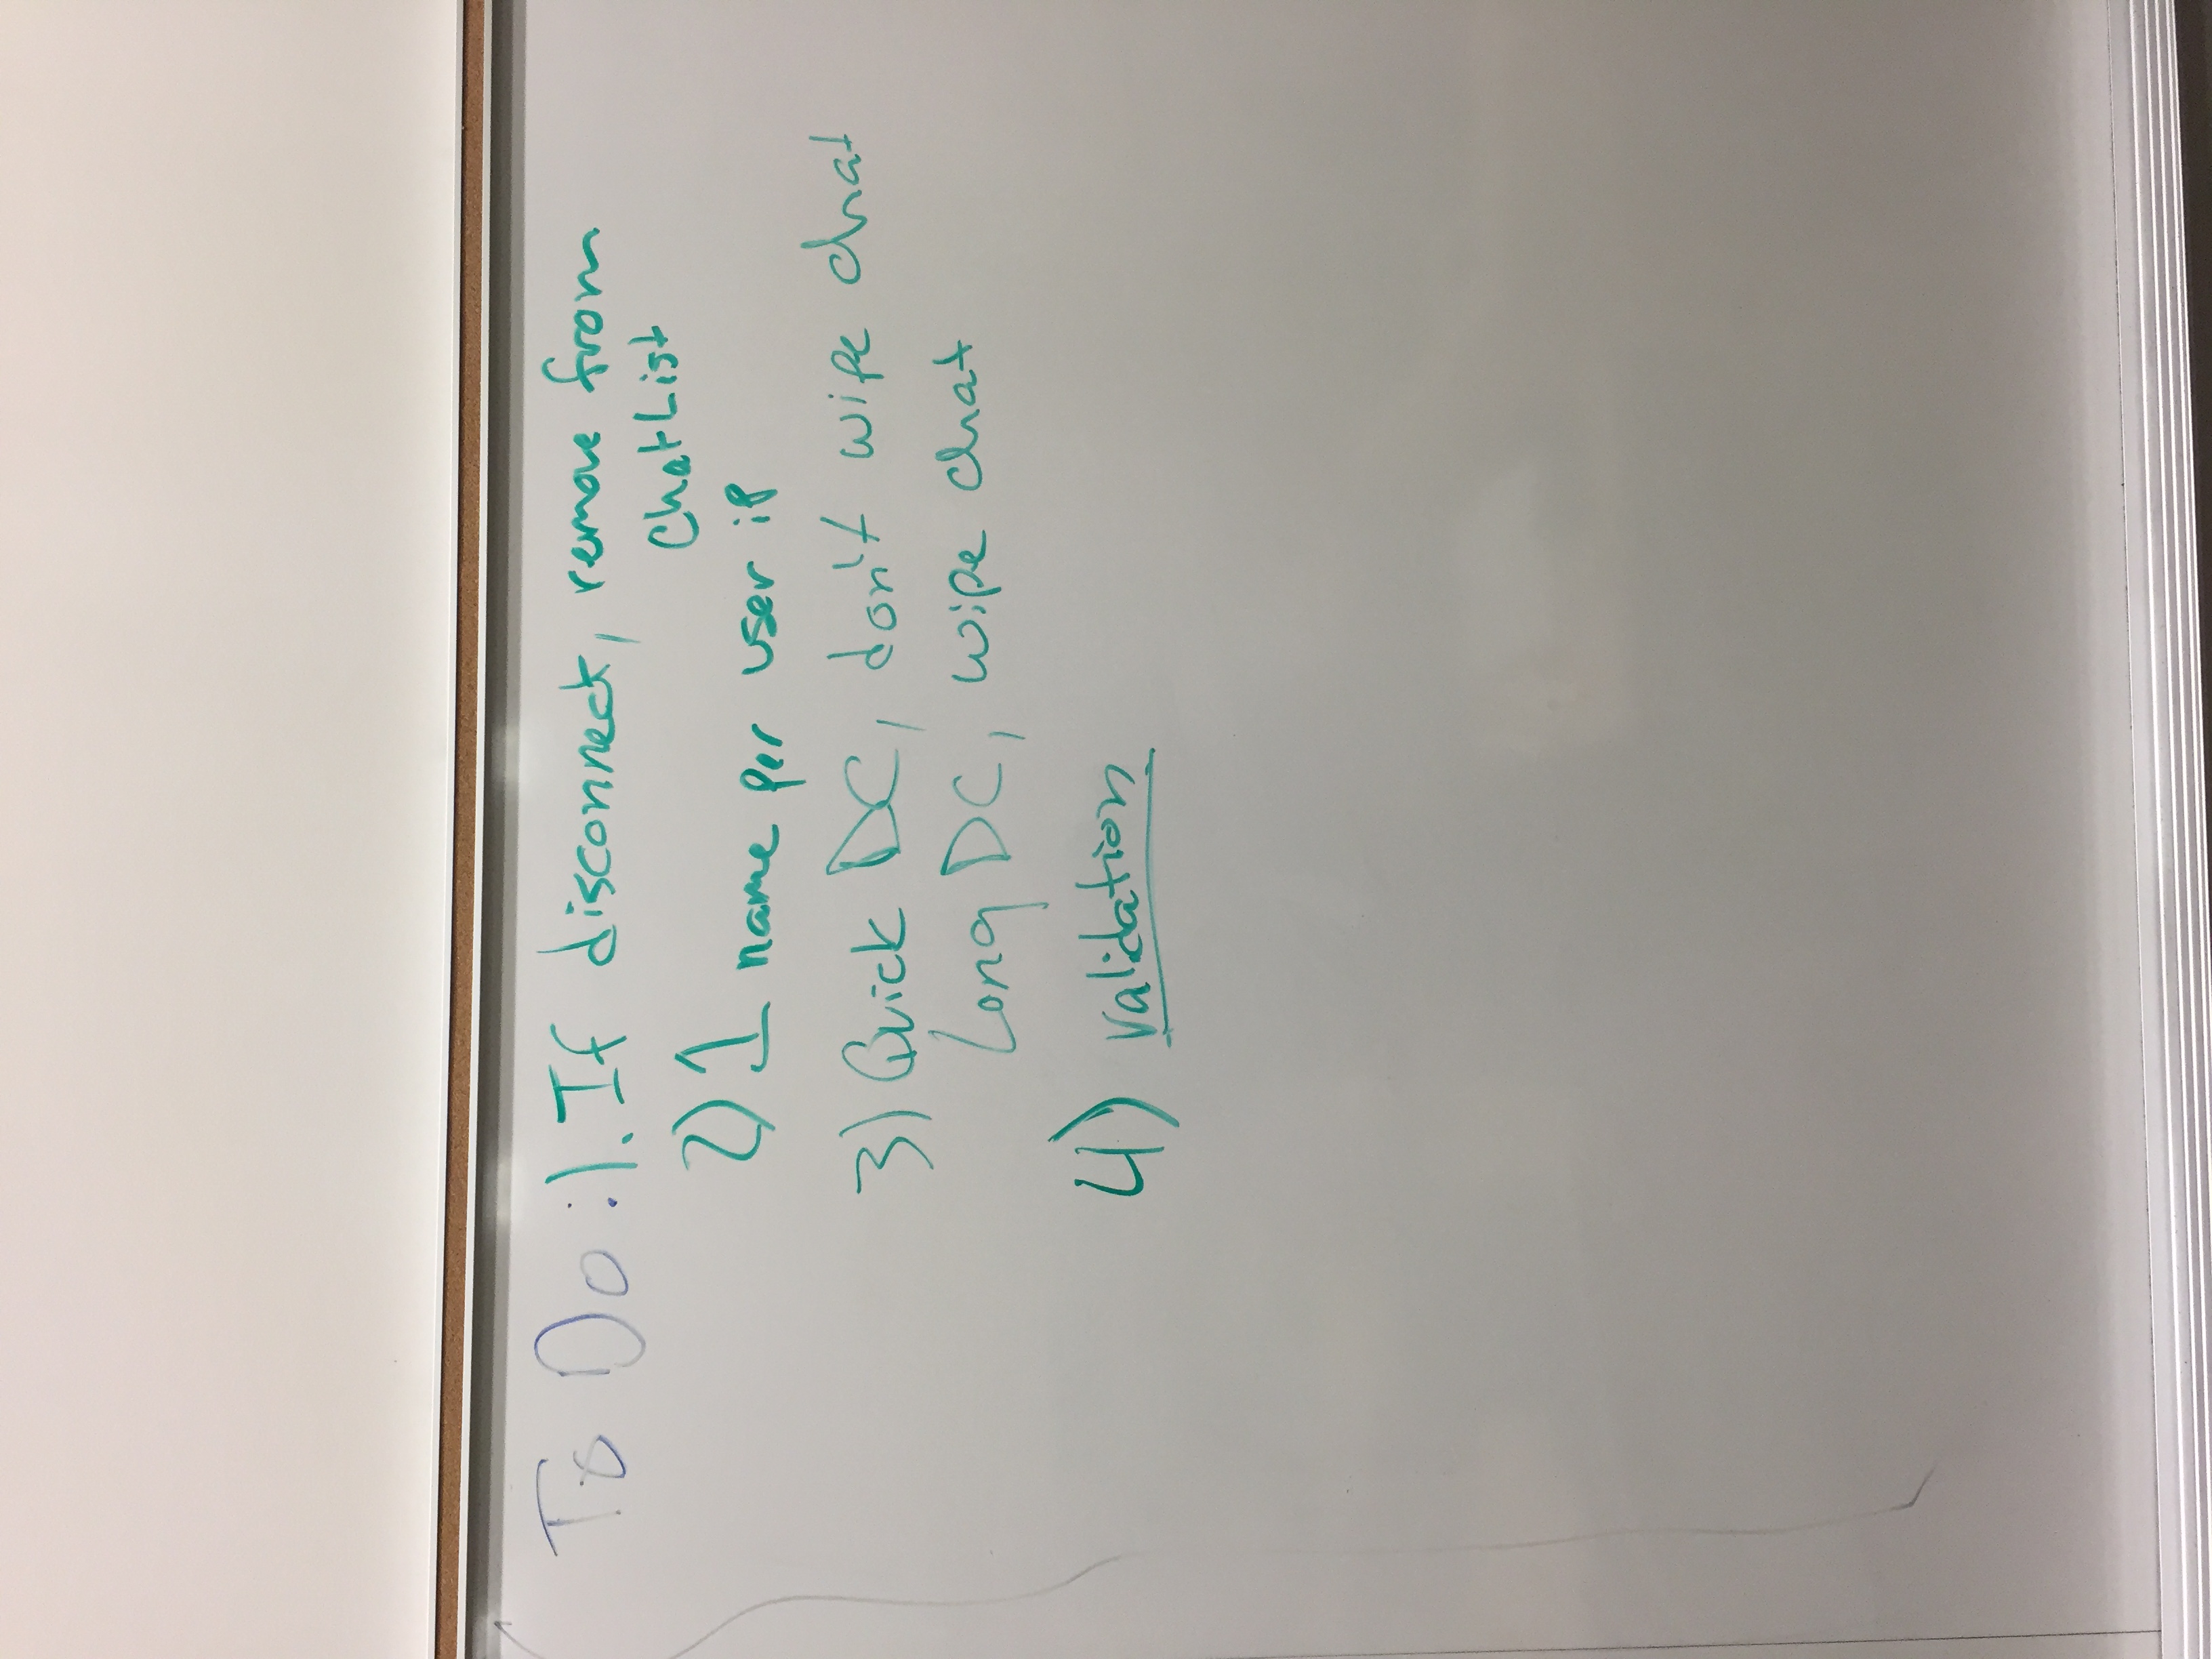 To Do : 1. If disconnect, remove from
ChatList
2) 1 name per user ip
3) Quick DC, don't wipe chat
Long DC, wipe chat
4) validation